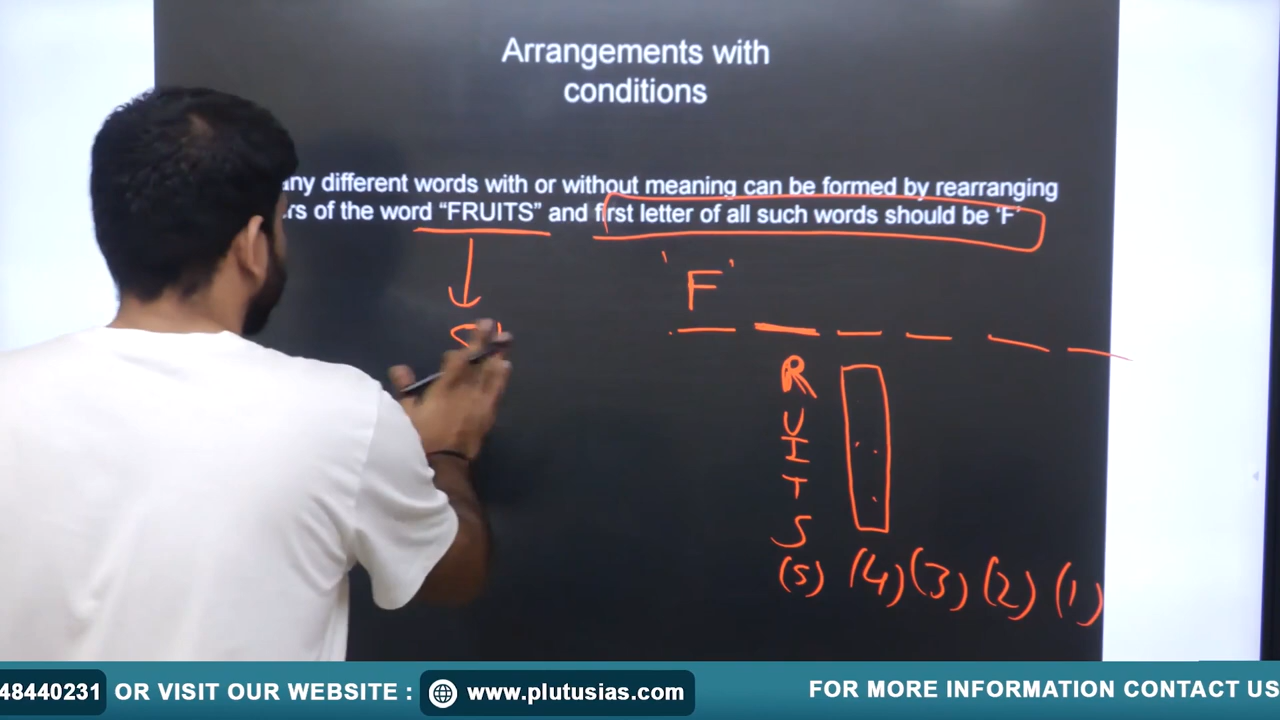 Arrangements with
conditions
any different words with or without meaning can be formed by rearranging
of the word “FRUITS” and first letter of all such words should be ‘F’
‘F’
R
U
I
T
S
(5) (4) (3) (2) (1)
48440231 OR VISIT OUR WEBSITE : www.plutusias.com FOR MORE INFORMATION CONTACT US